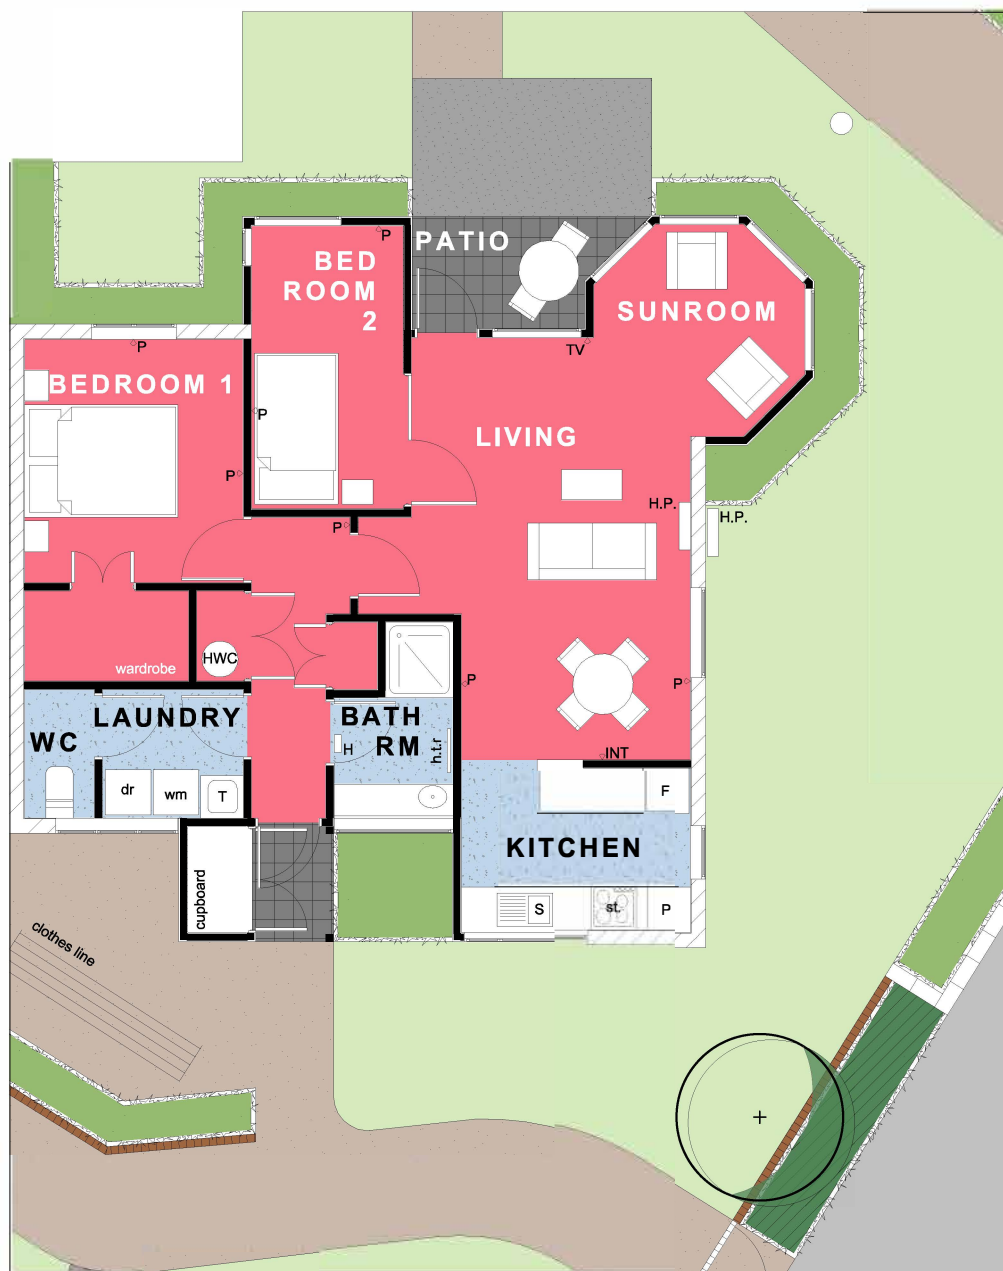 PATIO
P
BED
ROOM
2
SUNROOM
TV
P
BEDROOM 1
P
LIVING
P
H.P.
H.P.
P
HWC
wardrobe
P
P
LAUNDRY
WC
BATH
RM
H
h.t.r
INT
dr
wm
T
F
KITCHEN
cupboard
S
st.
P
clothes line